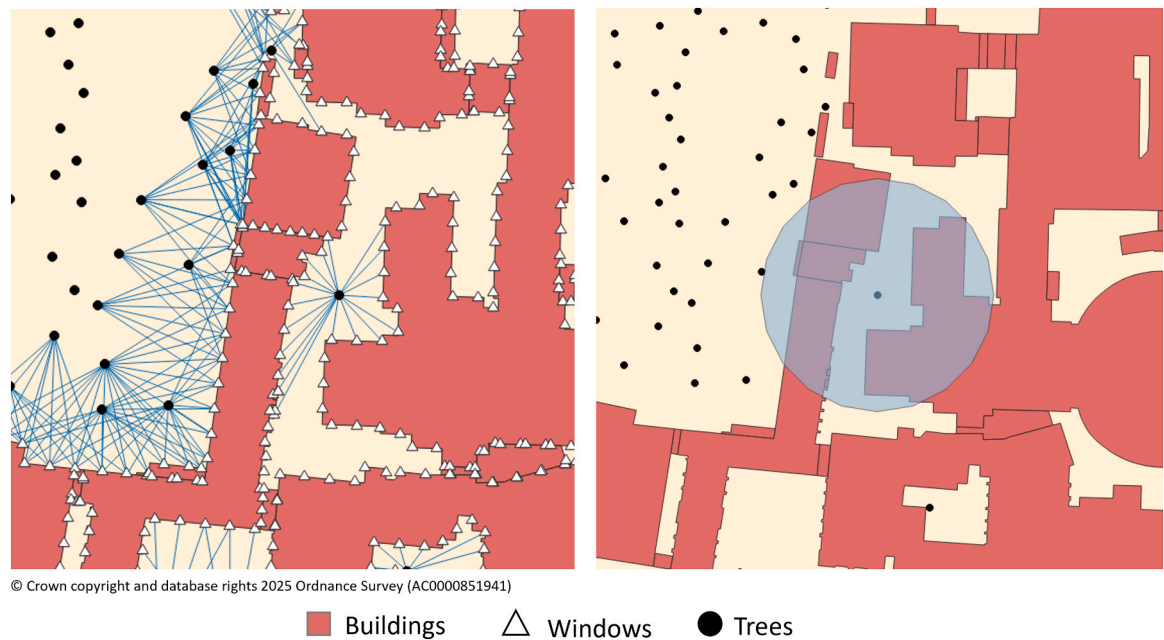 © Crown copyright and database rights 2025 Ordnance Survey (AC0000851941)
Buildings
Windows
Trees